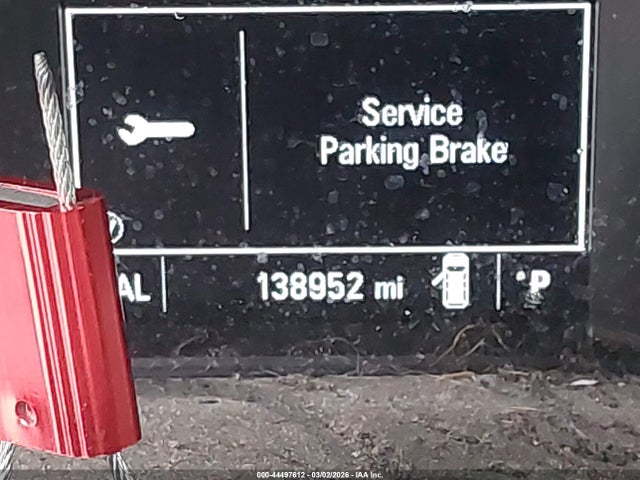 Service
Parking Brake
AL
138952 mi
P
000-44497612 - 03/02/2026 - IAA Inc.